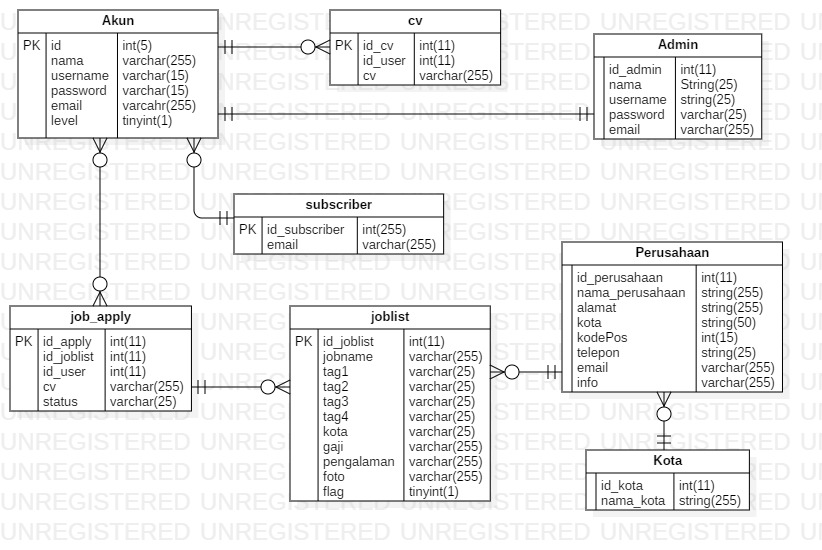 Akun
PK id int(5)
nama varchar(255)
username varchar(15)
password varchar(15)
email varcahr(255)
level tinyint(1)
cv
PK id_cv int(11)
id_user int(11)
cv varchar(255)
Admin
id_admin int(11)
nama String(25)
username string(25)
password varchar(25)
email varchar(255)
subscriber
PK id_subscriber int(255)
email varchar(255)
Perusahaan
id_perusahaan int(11)
nama_perusahaan string(255)
alamat string(255)
kota string(50)
kodePos int(15)
telepon string(25)
email varchar(255)
info varchar(255)
job_apply
PK id_apply int(11)
id_joblist int(11)
id_user int(11)
cv varchar(255)
status varchar(25)
joblist
PK id_joblist int(11)
jobname varchar(255)
tag1 varchar(25)
tag2 varchar(25)
tag3 varchar(25)
tag4 varchar(25)
kota varchar(25)
gaji varchar(255)
pengalaman varchar(255)
foto varchar(255)
flag tinyint(1)
Kota
id_kota int(11)
nama_kota string(255)
UNREGISTERED